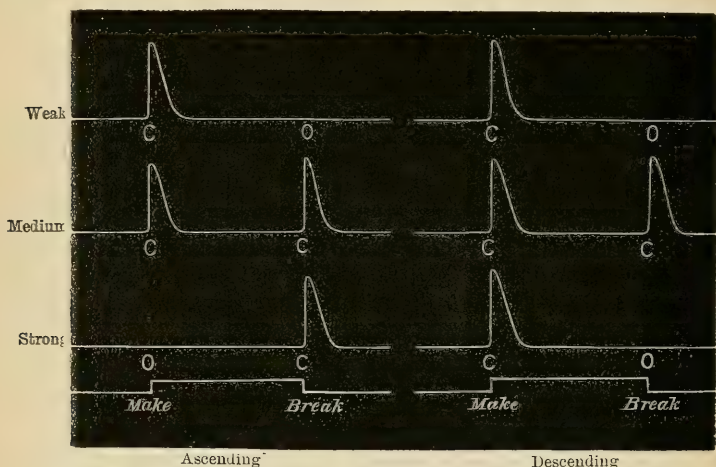 Weak
C O C O
Medium
C C C C
Strong
O C C O
Make Break Make Break
Ascending Descending